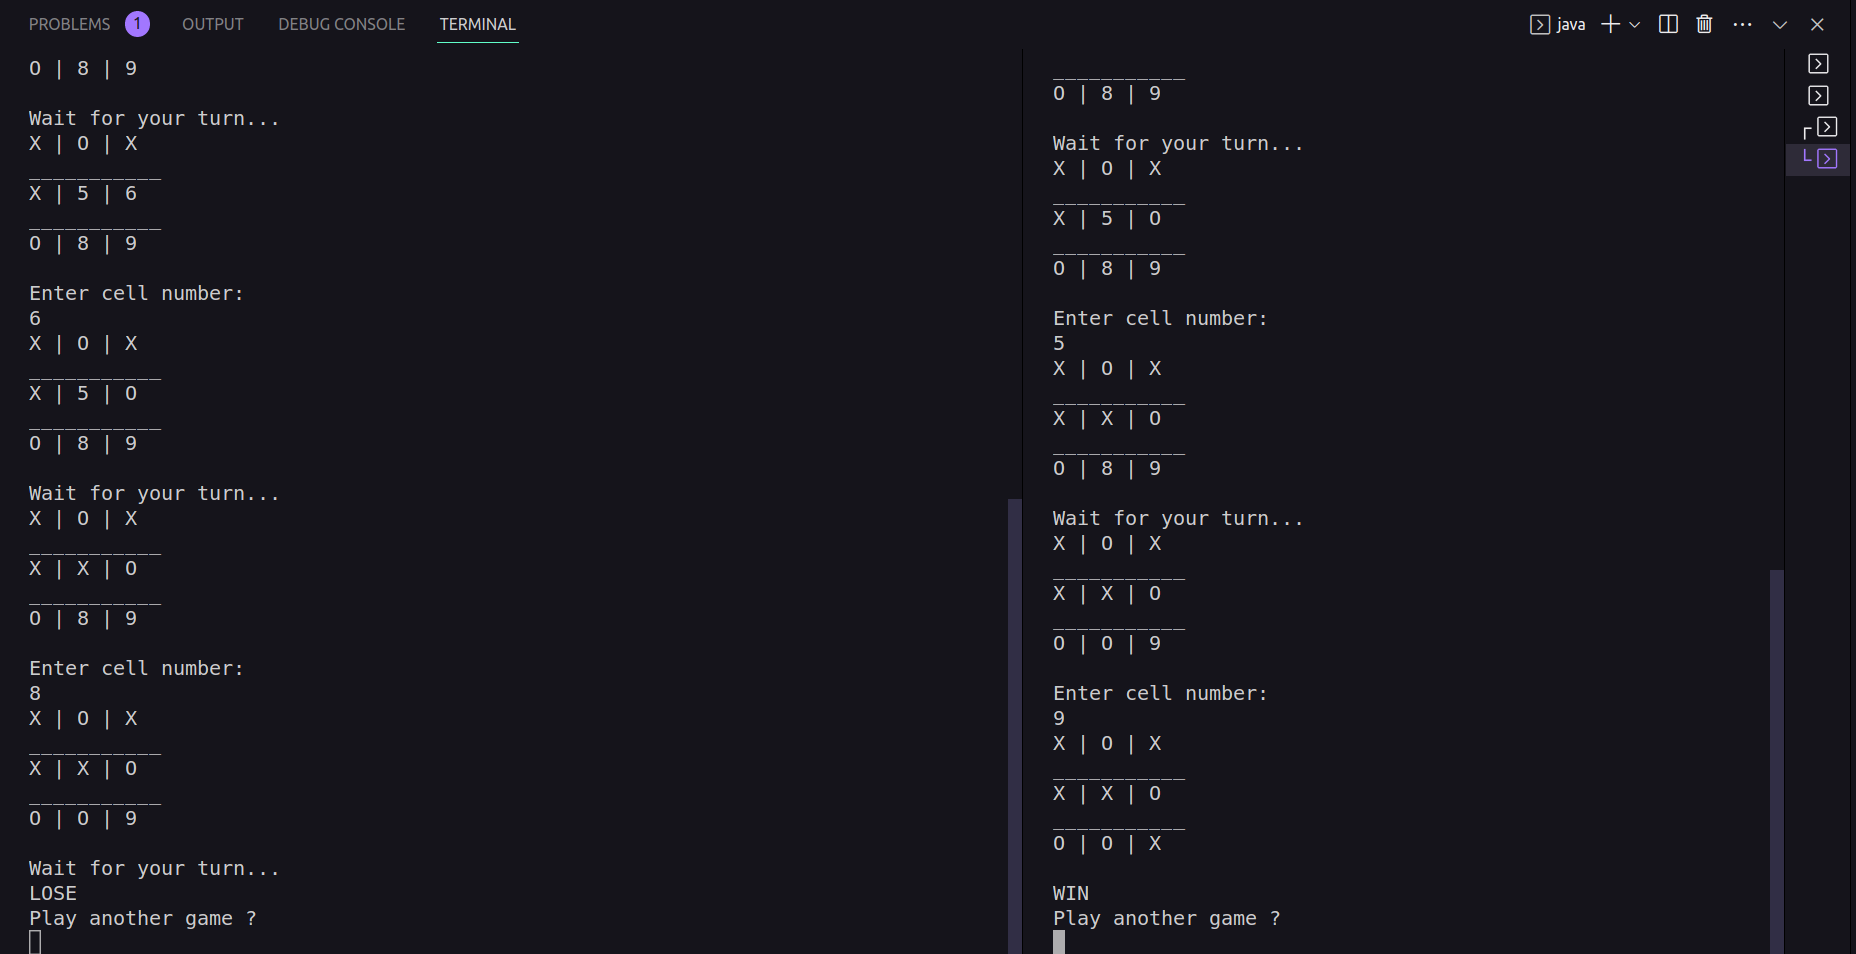 PROBLEMS 1 OUTPUT DEBUG CONSOLE TERMINAL java
O | 8 | 9
Wait for your turn...
X | O | X
___________
X | 5 | 6
___________
O | 8 | 9
Enter cell number:
6
X | O | X
___________
X | 5 | O
___________
O | 8 | 9
Wait for your turn...
X | O | X
___________
X | X | O
___________
O | 8 | 9
Enter cell number:
8
X | O | X
___________
X | X | O
___________
O | O | 9
Wait for your turn...
LOSE
Play another game ?
___________
O | 8 | 9
Wait for your turn...
X | O | X
___________
X | 5 | O
___________
O | 8 | 9
Enter cell number:
5
X | O | X
___________
X | X | O
___________
O | 8 | 9
Wait for your turn...
X | O | X
___________
X | X | O
___________
O | O | 9
Enter cell number:
9
X | O | X
___________
X | X | O
___________
O | O | X
WIN
Play another game ?